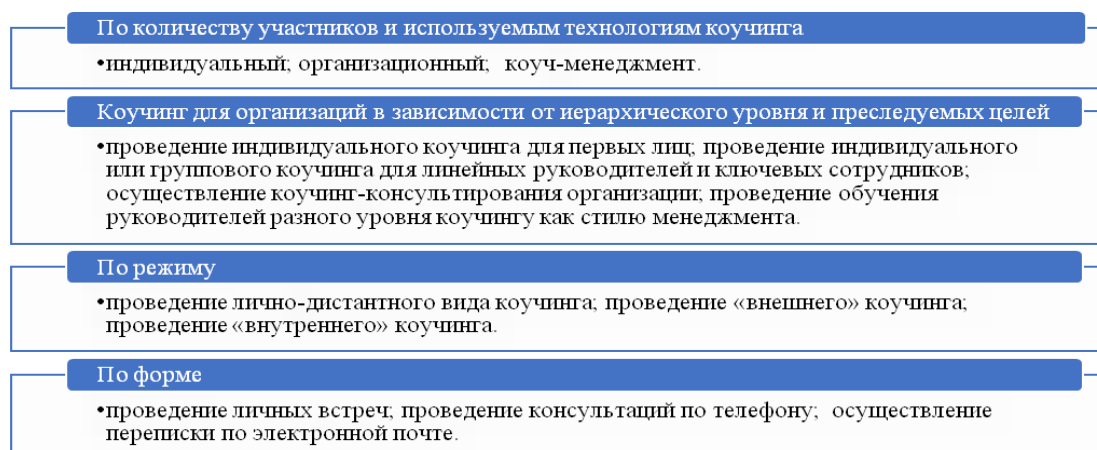 По количеству участников и используемым технологиям коучинга
•индивидуальный; организационный; коуч-менеджмент.
Коучинг для организаций в зависимости от иерархического уровня и преследуемых целей
•проведение индивидуального коучинга для первых лиц; проведение индивидуального
или группового коучинга для линейных руководителей и ключевых сотрудников;
осуществление коучинг-консультирования организации; проведение обучения
руководителей разного уровня коучингу как стилю менеджмента.
По режиму
•проведение лично-дистантного вида коучинга; проведение «внешнего» коучинга;
проведение «внутреннего» коучинга.
По форме
•проведение личных встреч; проведение консультаций по телефону; осуществление
переписки по электронной почте.